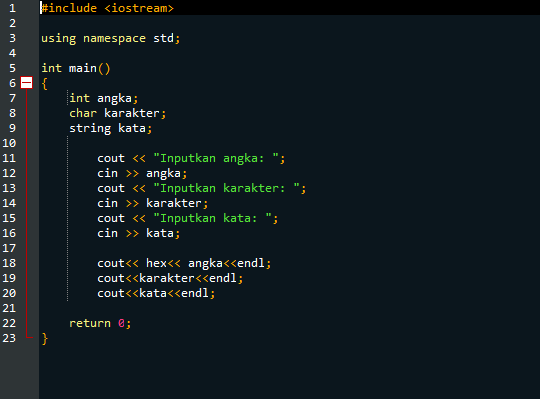 1 #include <iostream>
2
3 using namespace std;
4
5 int main()
6 {
7 int angka;
8 char karakter;
9 string kata;
10
11 cout << "Inputkan angka: ";
12 cin >> angka;
13 cout << "Inputkan karakter: ";
14 cin >> karakter;
15 cout << "Inputkan kata: ";
16 cin >> kata;
17
18 cout<< hex<< angka<<endl;
19 cout<<karakter<<endl;
20 cout<<kata<<endl;
21
22 return 0;
23 }